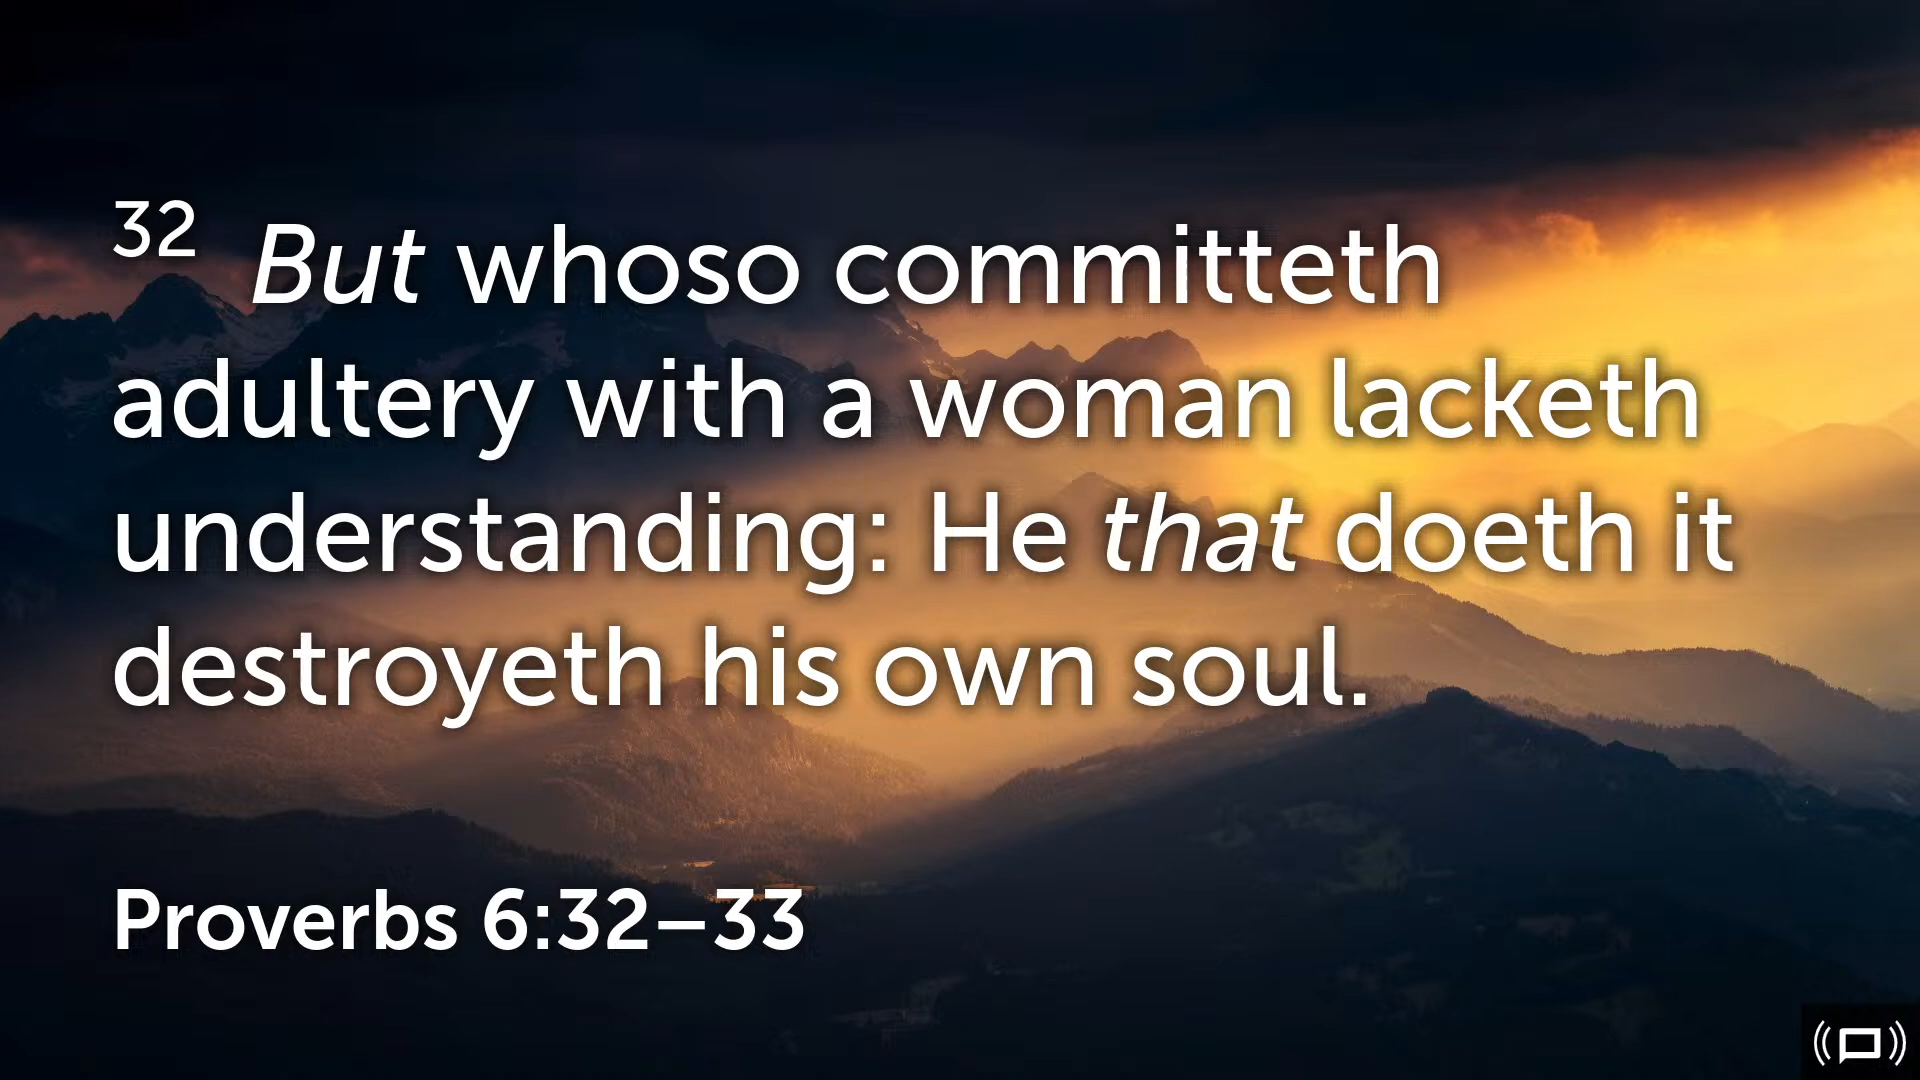 32 But whoso committeth
adultery with a woman lacketh
understanding: He that doeth it
destroyeth his own soul.
Proverbs 6:32–33